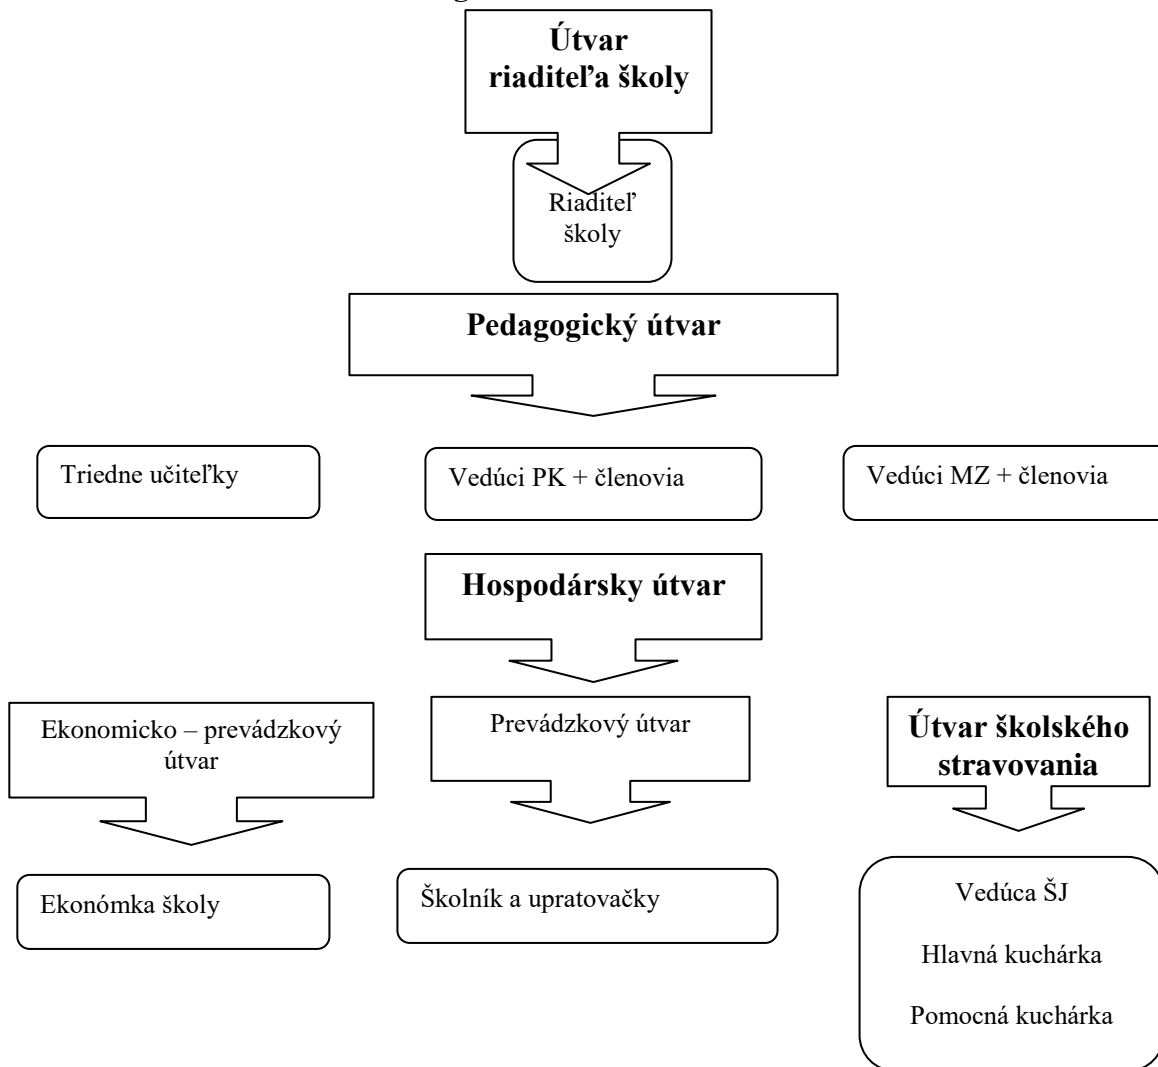 Útvar
riaditeľa školy
Riaditeľ
školy
Pedagogický útvar
Triedne učiteľky
Vedúci PK + členovia
Vedúci MZ + členovia
Hospodársky útvar
Ekonomicko – prevádzkový
útvar
Prevádzkový útvar
Útvar školského
stravovania
Ekonómka školy
Školník a upratovačky
Vedúca ŠJ
Hlavná kuchárka
Pomocná kuchárka